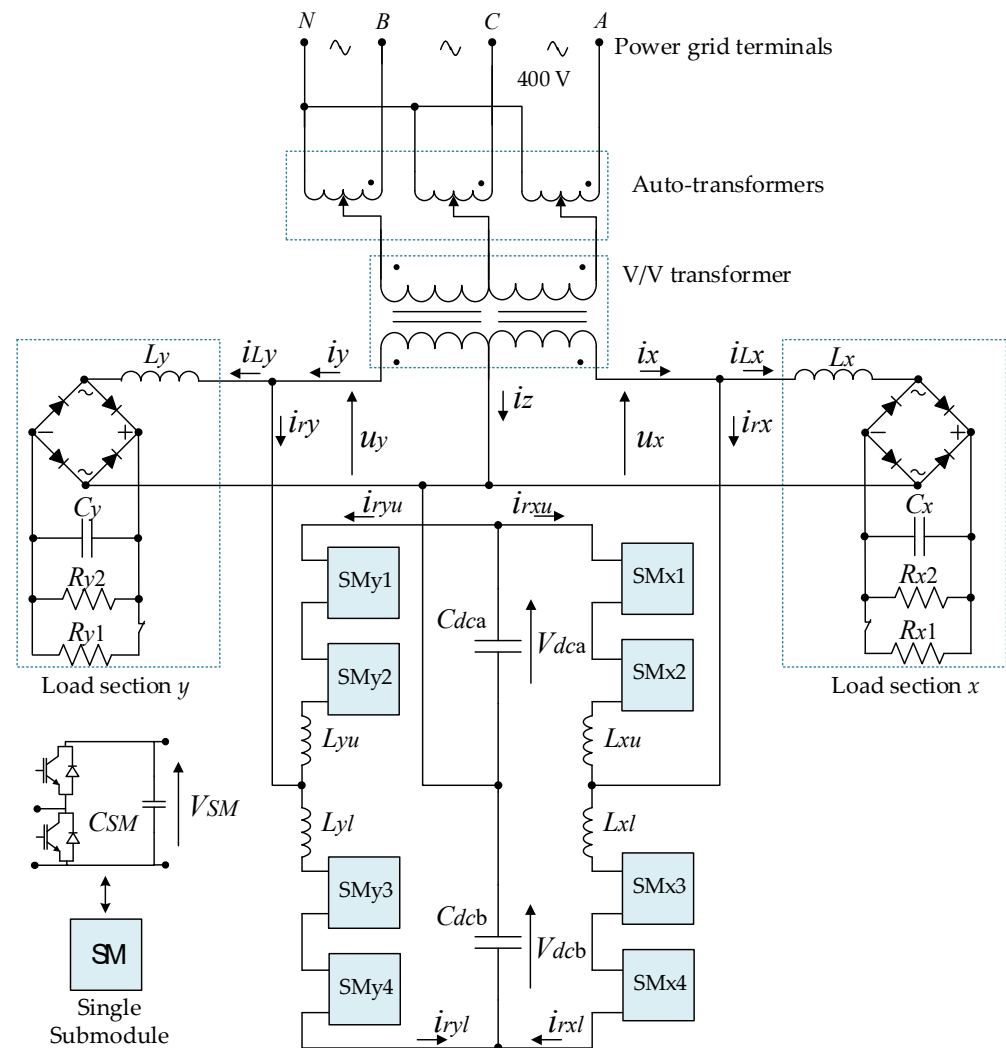 N B C A
Power grid terminals
400 V
Auto-transformers
V/V transformer
Ly iLy iy ix iLx Lx
iz
iry irx
uy ux
+ +
Cy Cx
iryu irxu
SMy1 SMx1
Ry2 Rx2
Cdca Vdca
Ry1 Rx1
SMy2 SMx2
Load section y Load section x
Lyu Lxu
VSM
CSM
Lyl Lxl
SMy3 SMx3
Cdcb Vdcb
SM
SMy4 SMx4
Single
Submodule
iryl irxl